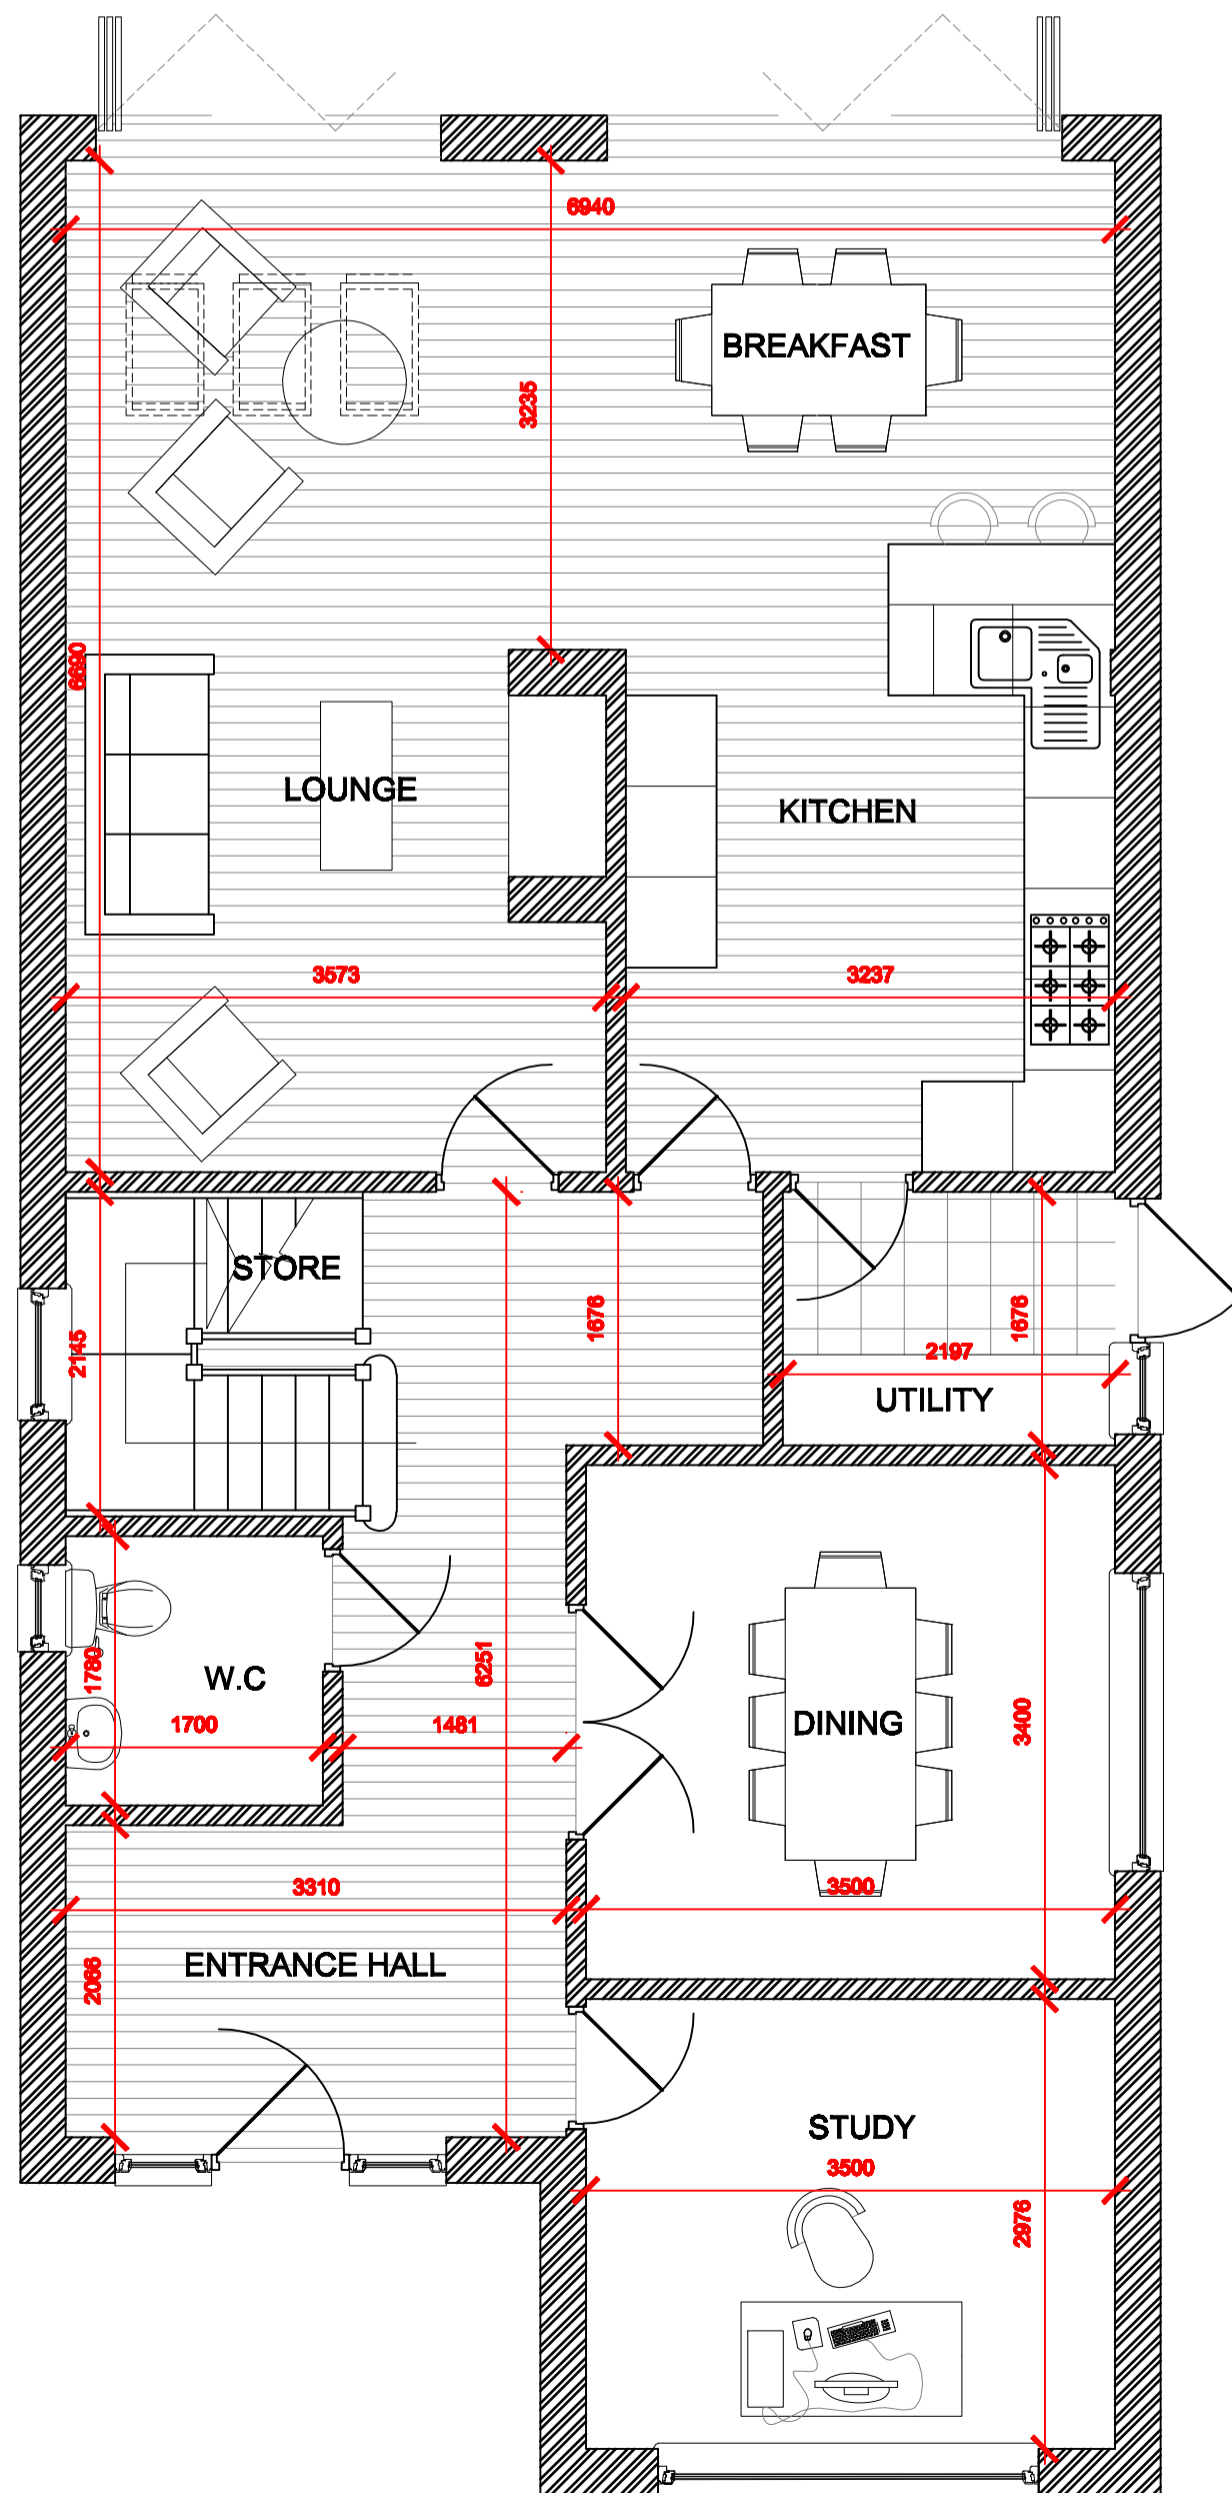 6940
BREAKFAST
3235
6690
LOUNGE
KITCHEN
3573
3237
STORE
1676
1676
2145
2197
UTILITY
6251
1780
W.C
1700
1481
DINING
3400
3310
3500
ENTRANCE HALL
2086
STUDY
3500
2976